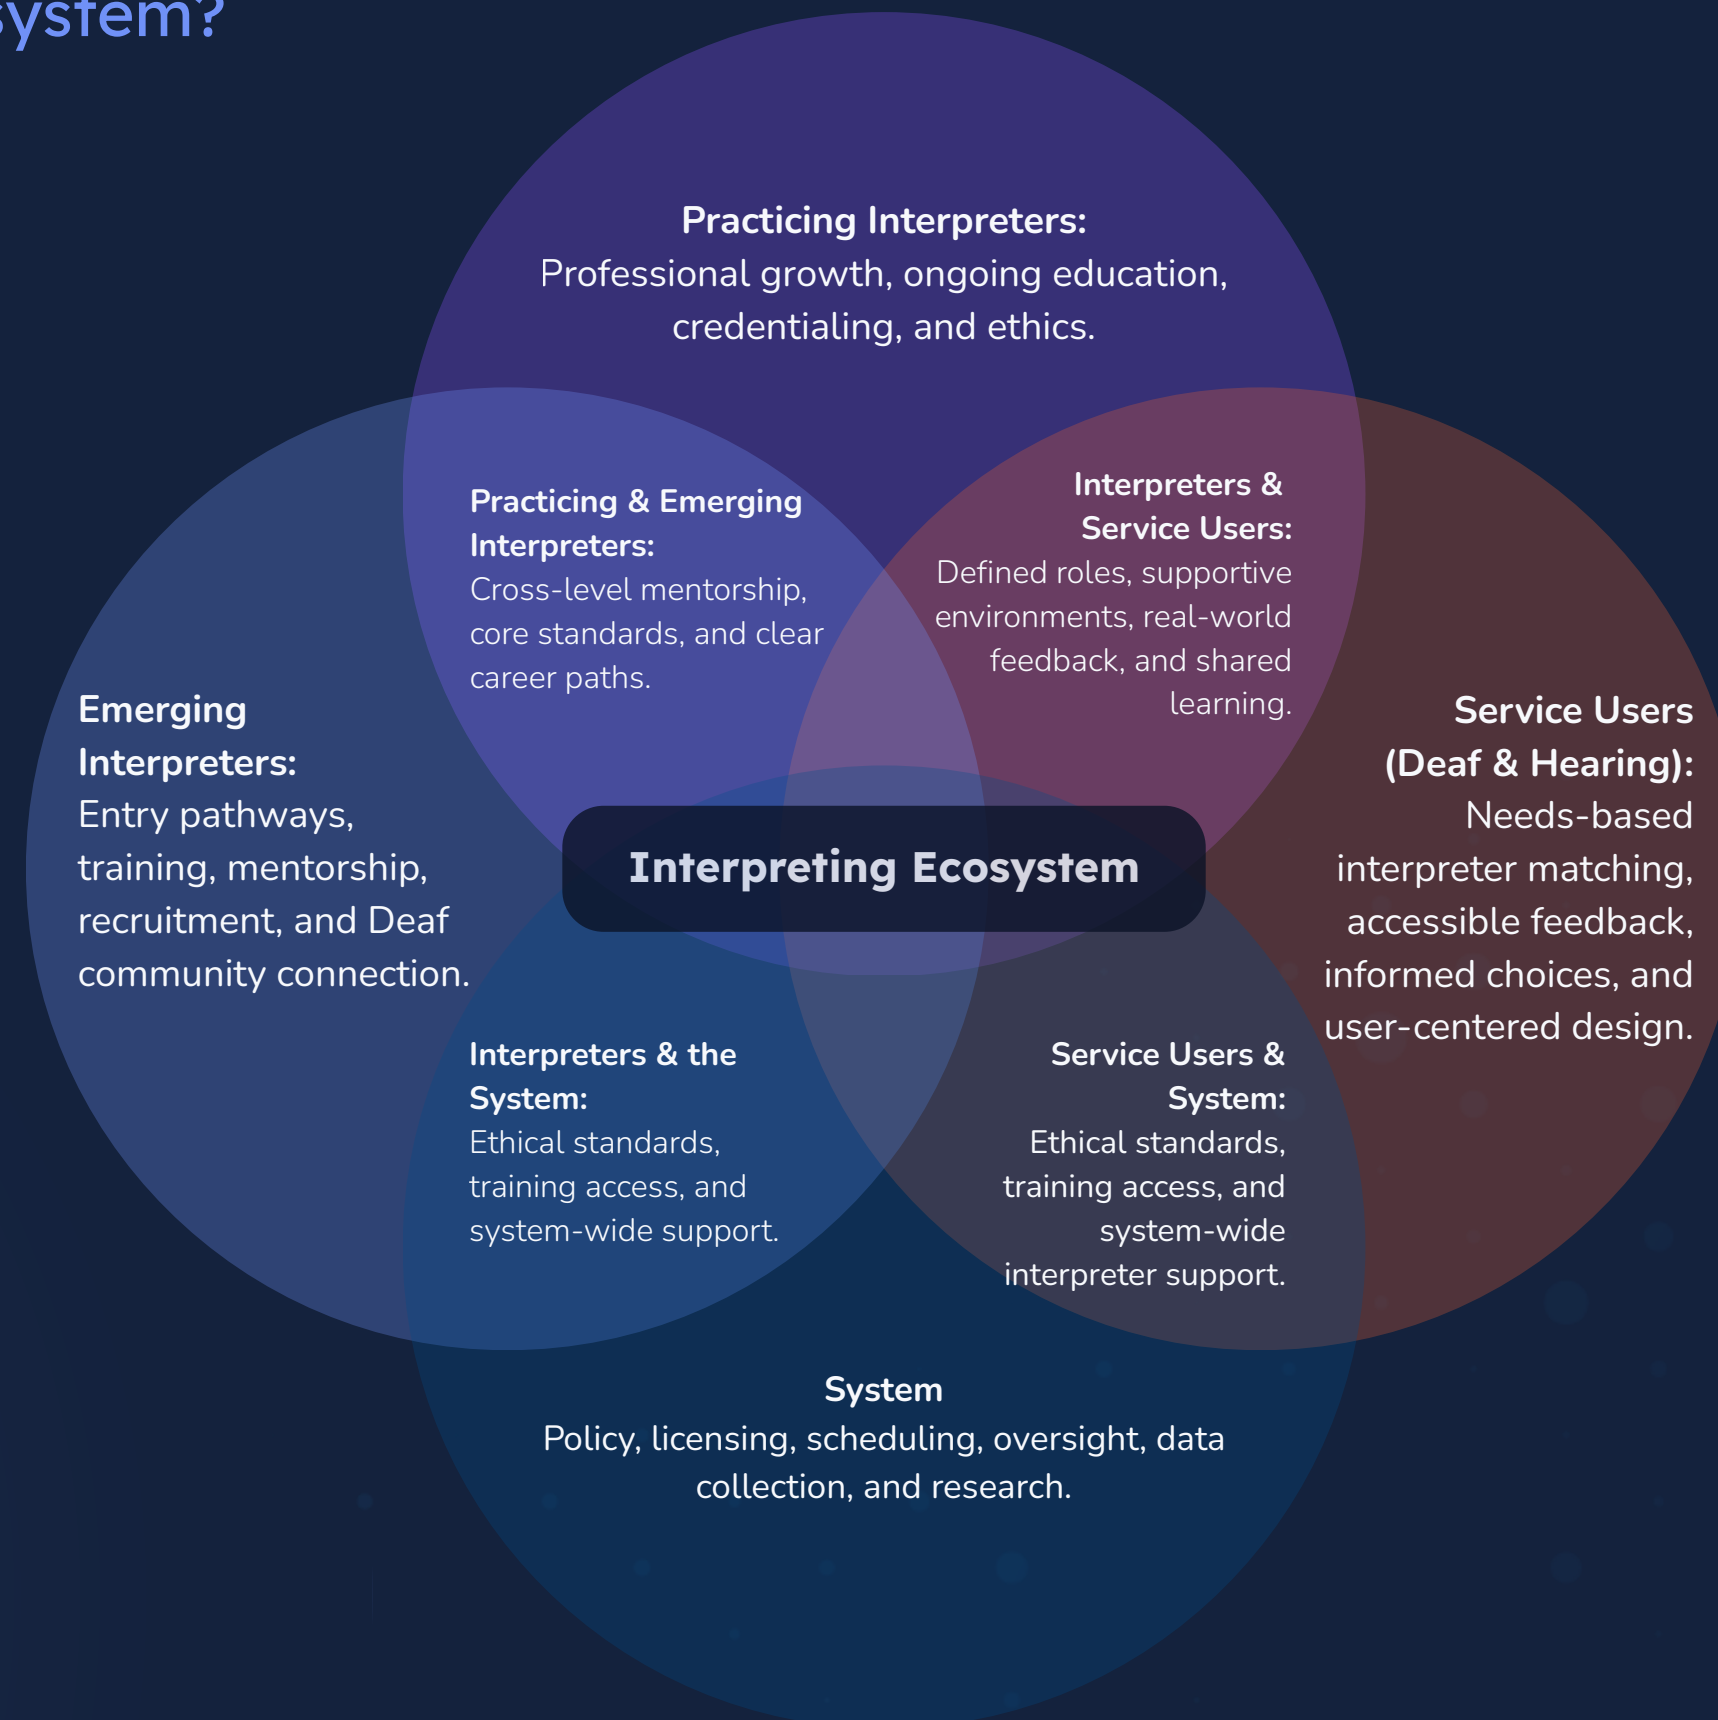 system?
Practicing Interpreters:
Professional growth, ongoing education,
credentialing, and ethics.
Practicing & Emerging
Interpreters:
Cross-level mentorship,
core standards, and clear
career paths.
Interpreters &
Service Users:
Defined roles, supportive
environments, real-world
feedback, and shared
learning.
Emerging
Interpreters:
Entry pathways,
training, mentorship,
recruitment, and Deaf
community connection.
Service Users
(Deaf & Hearing):
Needs-based
interpreter matching,
accessible feedback,
informed choices, and
user-centered design.
Interpreting Ecosystem
Interpreters & the
System:
Ethical standards,
training access, and
system-wide support.
Service Users &
System:
Ethical standards,
training access, and
system-wide
interpreter support.
System
Policy, licensing, scheduling, oversight, data
collection, and research.